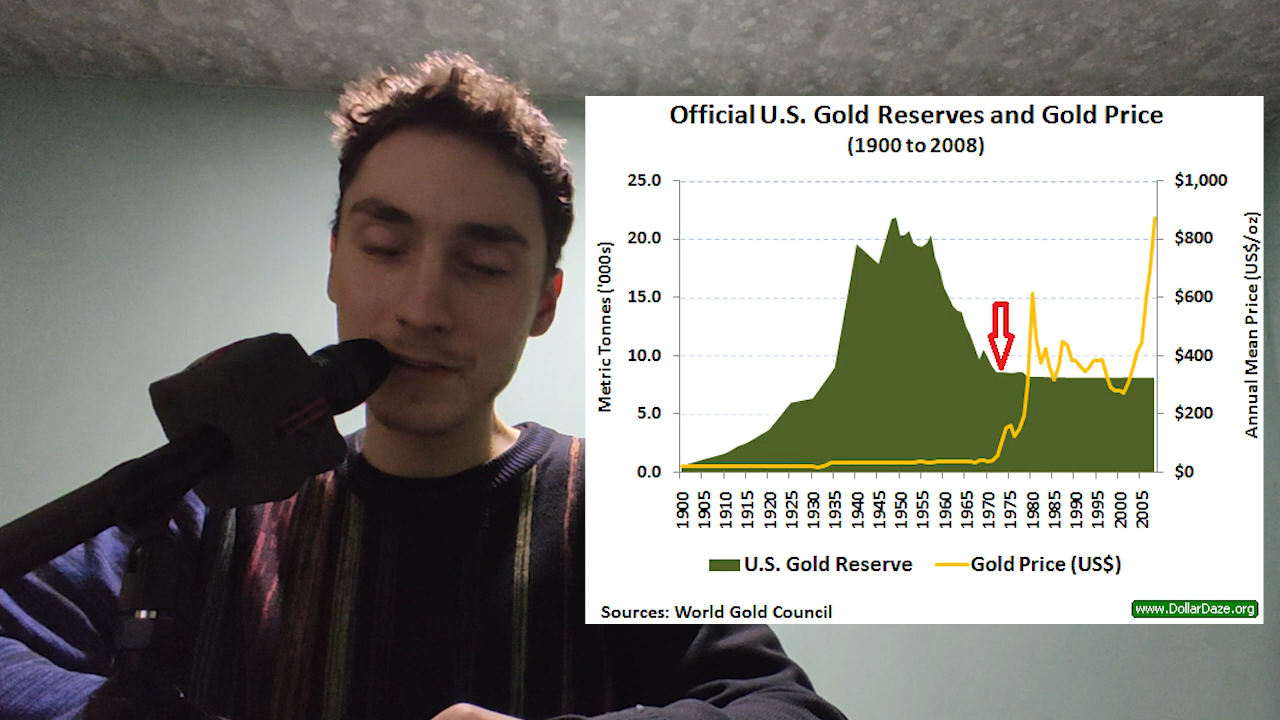 Official U.S. Gold Reserves and Gold Price
(1900 to 2008)
25.0
20.0
15.0
10.0
5.0
0.0
Metric Tonnes ('000s)
$1,000
$800
$600
$400
$200
$0
Annual Mean Price (US$/oz)
1900 1905 1910 1915 1920 1925 1930 1935 1940 1945 1950 1955 1960 1965 1970 1975 1980 1985 1990 1995 2000 2005
U.S. Gold Reserve Gold Price (US$)
Sources: World Gold Council
www.DollarDaze.org